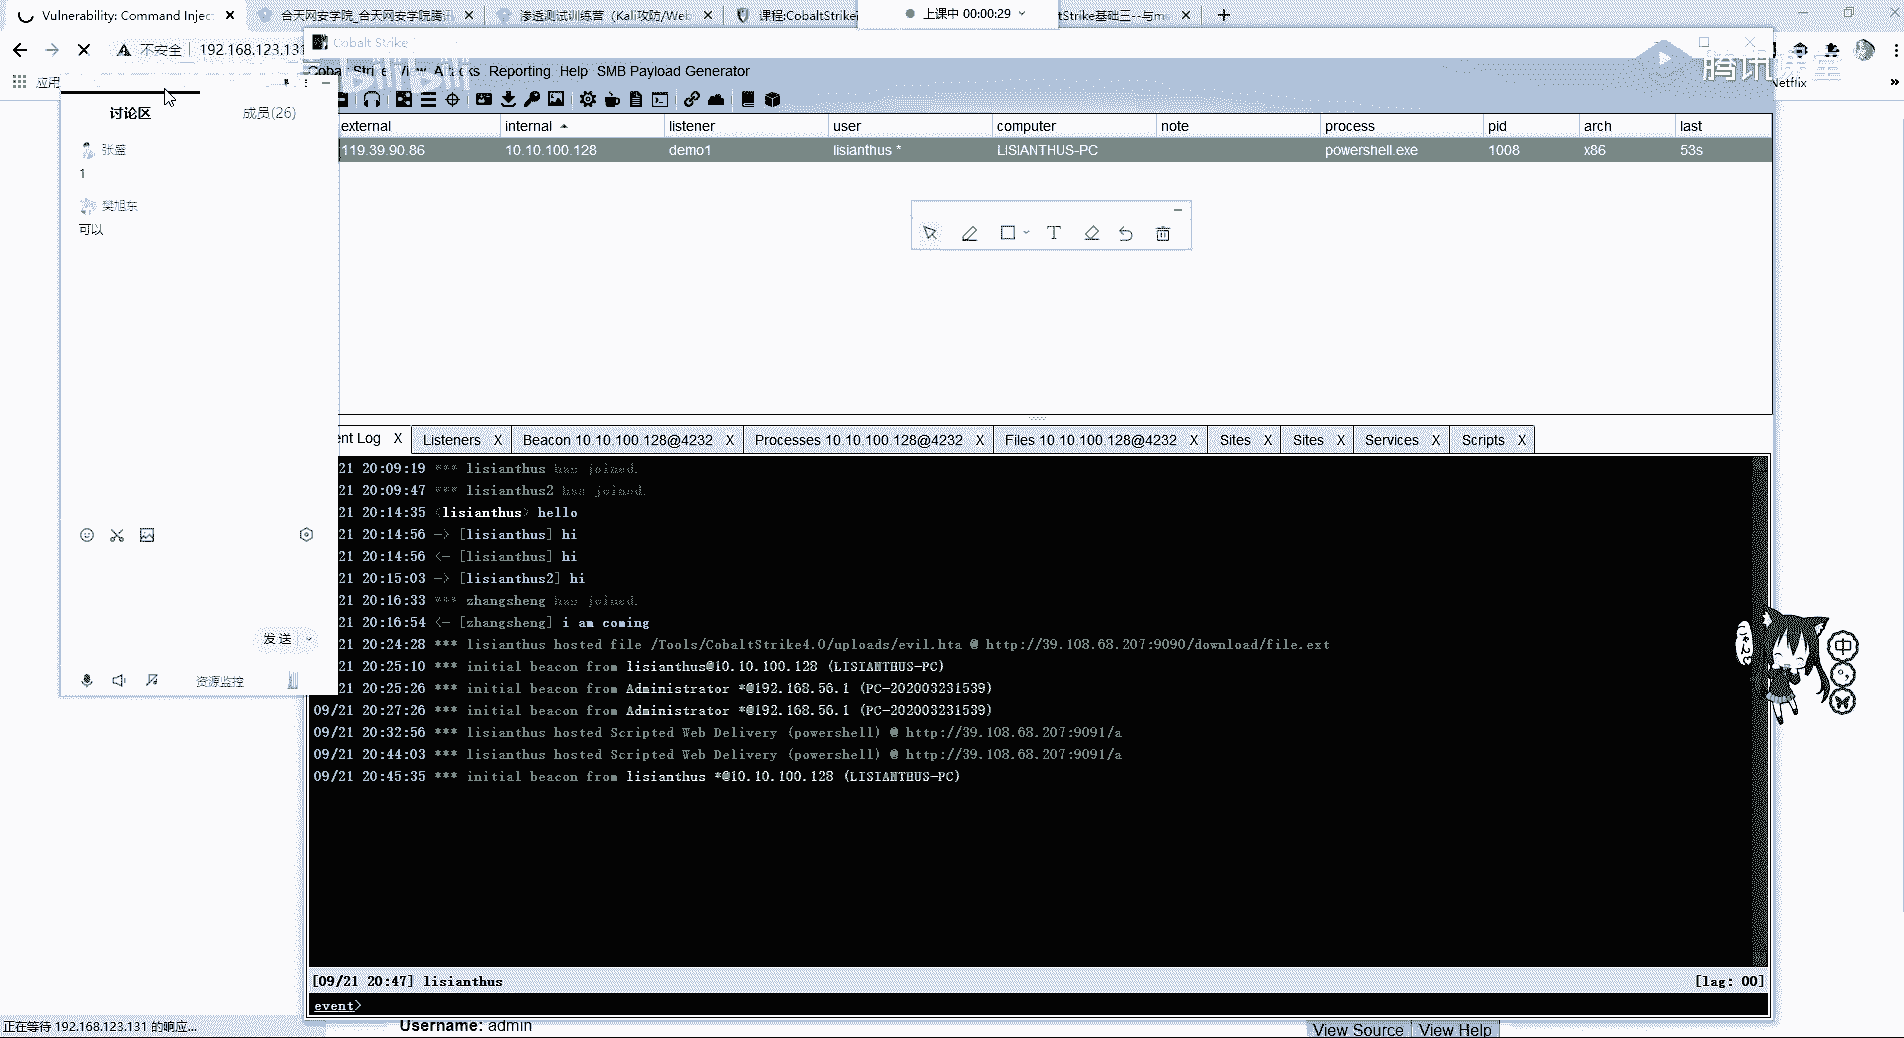 Vulnerability: Command Injec
合天网安学院_合天网安学院腾讯
渗透测试训练营（Kali攻防/Web
课程:CobaltStrike
上课中 00:00:29
tStrike基础三--与m
不安全
192.168.123.131
应用
Netflix
腾讯课堂
bilibili
Cobalt Strike
Cobalt Strike View Attacks Reporting Help SMB Payload Generator
讨论区
成员(26)
张盛
1
樊旭东
可以
发送
资源监控
external internal listener user computer note process pid arch last
119.39.90.86 10.10.100.128 demo1 lisianthus * LISIANTHUS-PC powershell.exe 1008 x86 53s
ent Log X Listeners X Beacon 10.10.100.128@4232 X Processes 10.10.100.128@4232 X Files 10.10.100.128@4232 X Sites X Sites X Services X Scripts X
21 20:09:19 *** lisianthus has joined.
21 20:09:47 *** lisianthus2 has joined.
21 20:14:35 <lisianthus> hello
21 20:14:56 -> [lisianthus] hi
21 20:14:56 <- [lisianthus] hi
21 20:15:03 -> [lisianthus2] hi
21 20:16:33 *** zhangsheng has joined.
21 20:16:54 <- [zhangsheng] i am coming
21 20:24:28 *** lisianthus hosted file /Tools/CobaltStrike4.0/uploads/evil.hta @ http://39.108.68.207:9090/download/file.ext
21 20:25:10 *** initial beacon from lisianthus@10.10.100.128 (LISIANTHUS-PC)
21 20:25:26 *** initial beacon from Administrator *@192.168.56.1 (PC-202003231539)
09/21 20:27:26 *** initial beacon from Administrator *@192.168.56.1 (PC-202003231539)
09/21 20:32:56 *** lisianthus hosted Scripted Web Delivery (powershell) @ http://39.108.68.207:9091/a
09/21 20:44:03 *** lisianthus hosted Scripted Web Delivery (powershell) @ http://39.108.68.207:9091/a
09/21 20:45:35 *** initial beacon from lisianthus *@10.10.100.128 (LISIANTHUS-PC)
[09/21 20:47] lisianthus
[lag: 00]
event>
中
正在等待 192.168.123.131 的响应...
Username: admin
View Source View Help